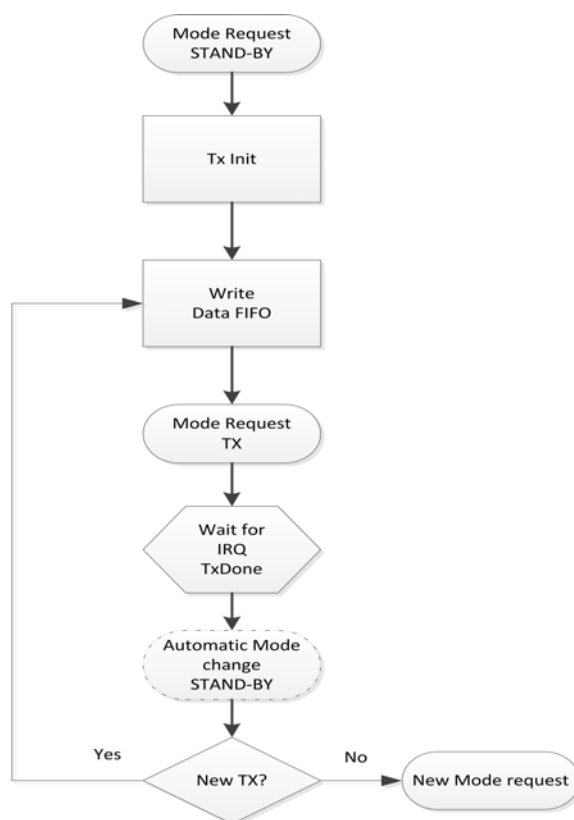 Mode Request
STAND-BY
Tx Init
Write
Data FIFO
Mode Request
TX
Wait for
IRQ
TxDone
Automatic Mode
change
STAND-BY
Yes
New TX?
No
New Mode request